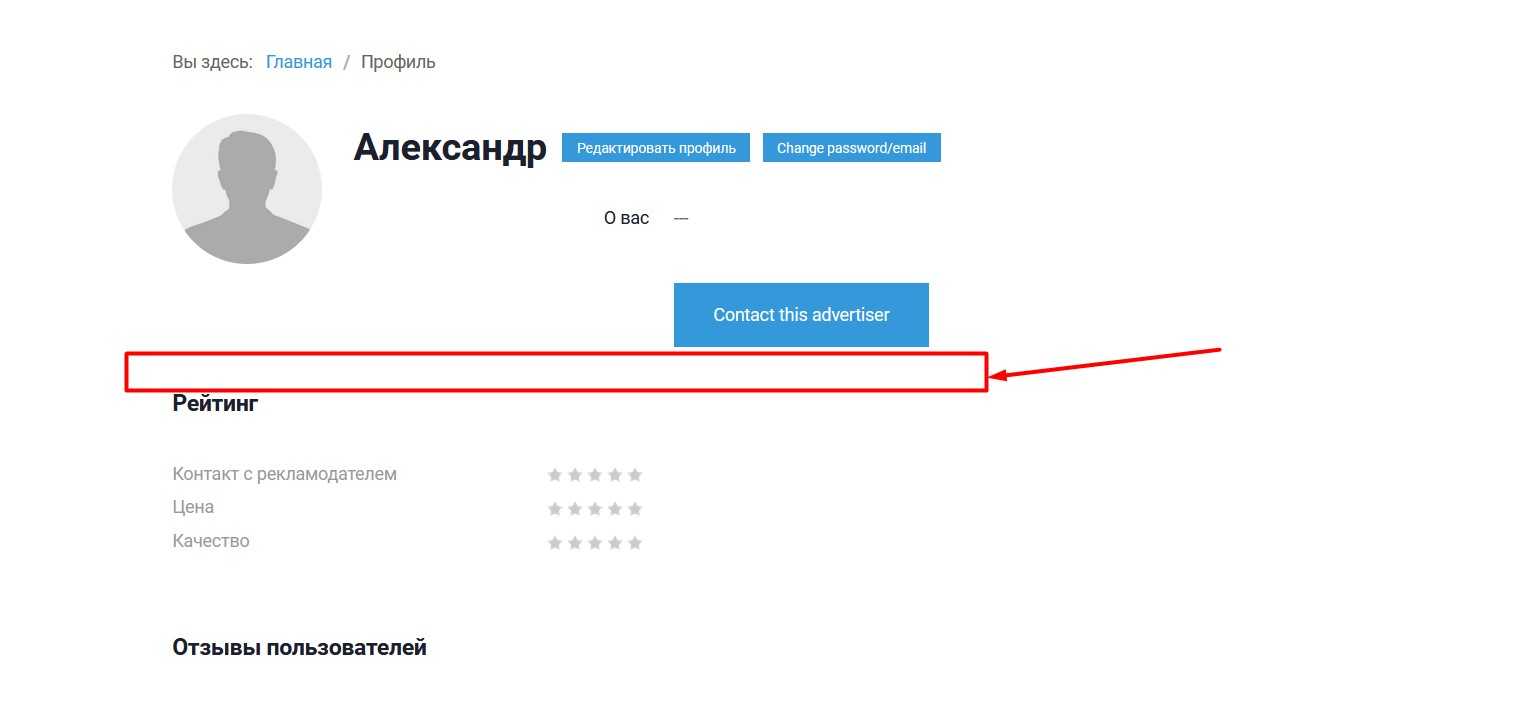 Вы здесь: Главная / Профиль
Александр Редактировать профиль Change password/email
О вас ---
Contact this advertiser
Рейтинг
Контакт с рекламодателем
Цена
Качество
Отзывы пользователей